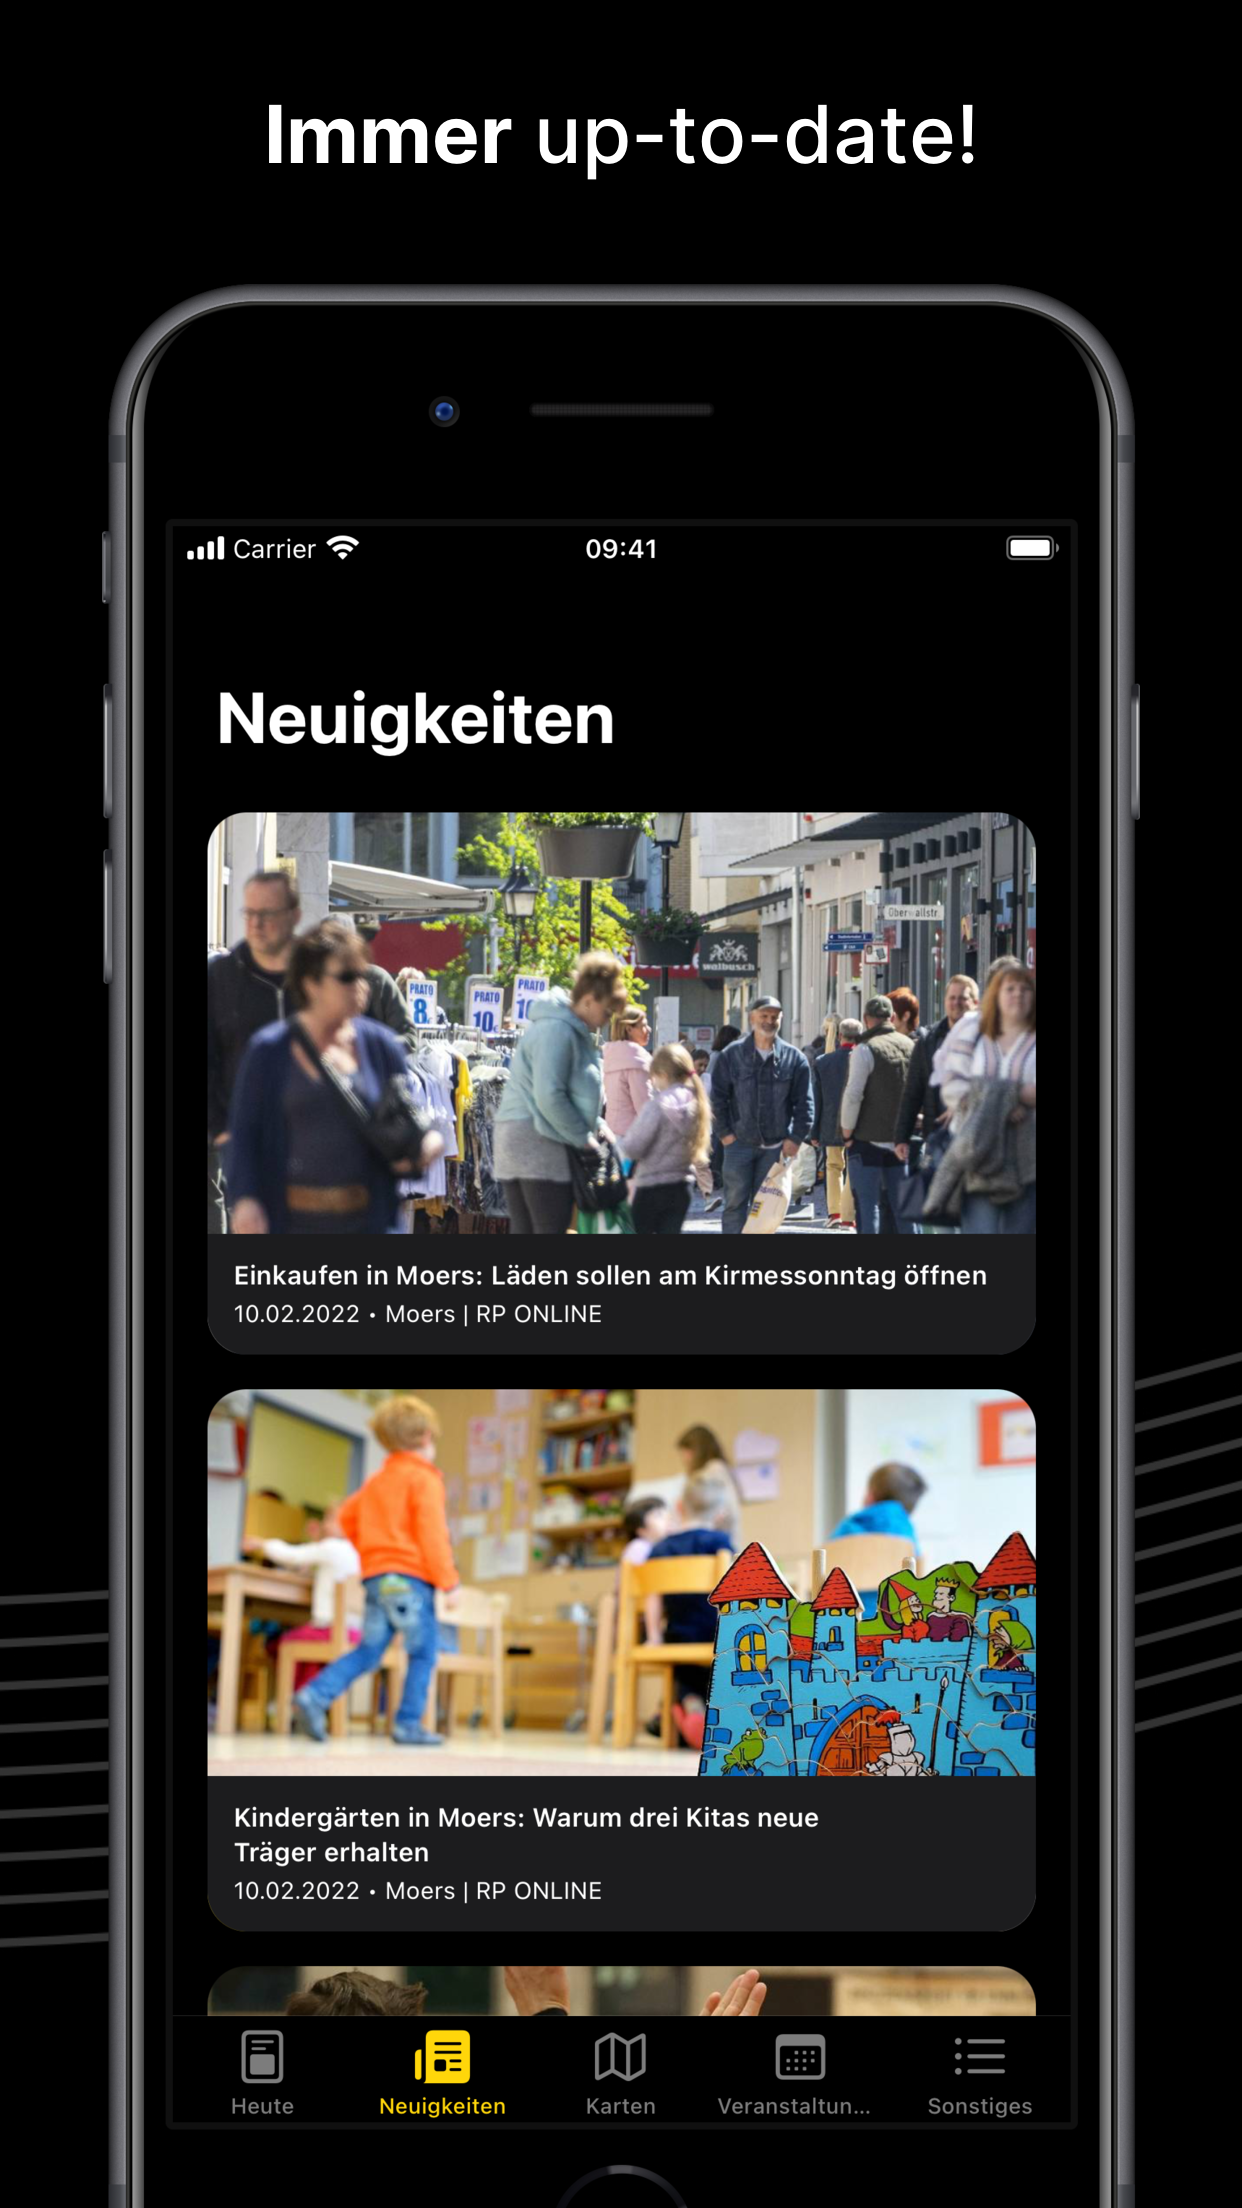 Immer up-to-date!
Carrier
09:41
Neuigkeiten
Oberwallstr.
walbusch
PRATO
8.
PRATO
10
PRATO
Einkaufen in Moers: Läden sollen am Kirmessonntag öffnen
10.02.2022 • Moers | RP ONLINE
Kindergärten in Moers: Warum drei Kitas neue
Träger erhalten
10.02.2022 • Moers | RP ONLINE
Heute
Neuigkeiten
Karten
Veranstaltun...
Sonstiges